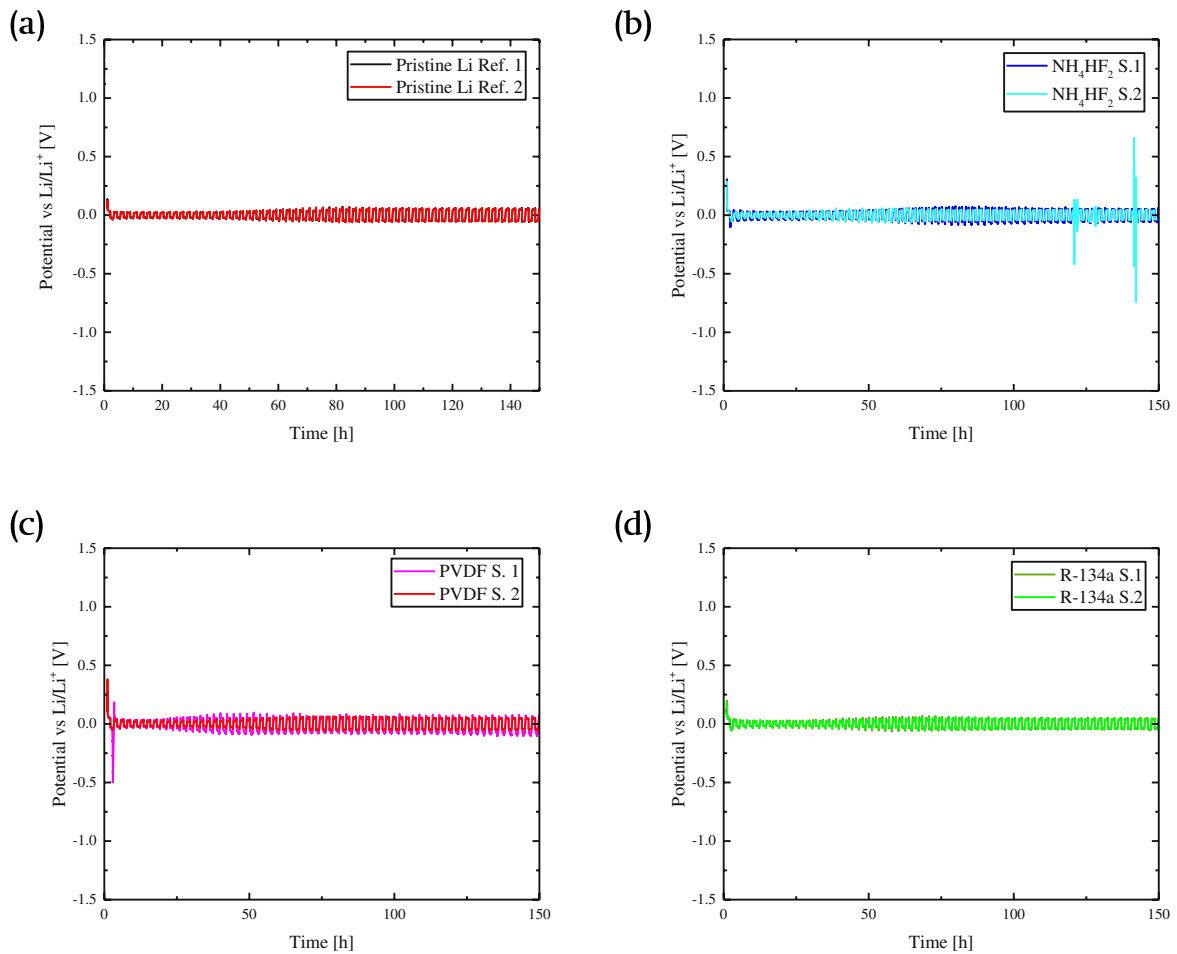 (a)
1.5
1.0
0.5
0.0
-0.5
-1.0
-1.5
Potential vs Li/Li⁺ [V]
Pristine Li Ref. 1
Pristine Li Ref. 2
0 20 40 60 80 100 120 140
Time [h]
(b)
1.5
1.0
0.5
0.0
-0.5
-1.0
-1.5
Potential vs Li/Li⁺ [V]
NH₄HF₂ S.1
NH₄HF₂ S.2
0 50 100 150
Time [h]
(c)
1.5
1.0
0.5
0.0
-0.5
-1.0
-1.5
Potential vs Li/Li⁺ [V]
PVDF S. 1
PVDF S. 2
0 50 100 150
Time [h]
(d)
1.5
1.0
0.5
0.0
-0.5
-1.0
-1.5
Potential vs Li/Li⁺ [V]
R-134a S.1
R-134a S.2
0 50 100 150
Time [h]